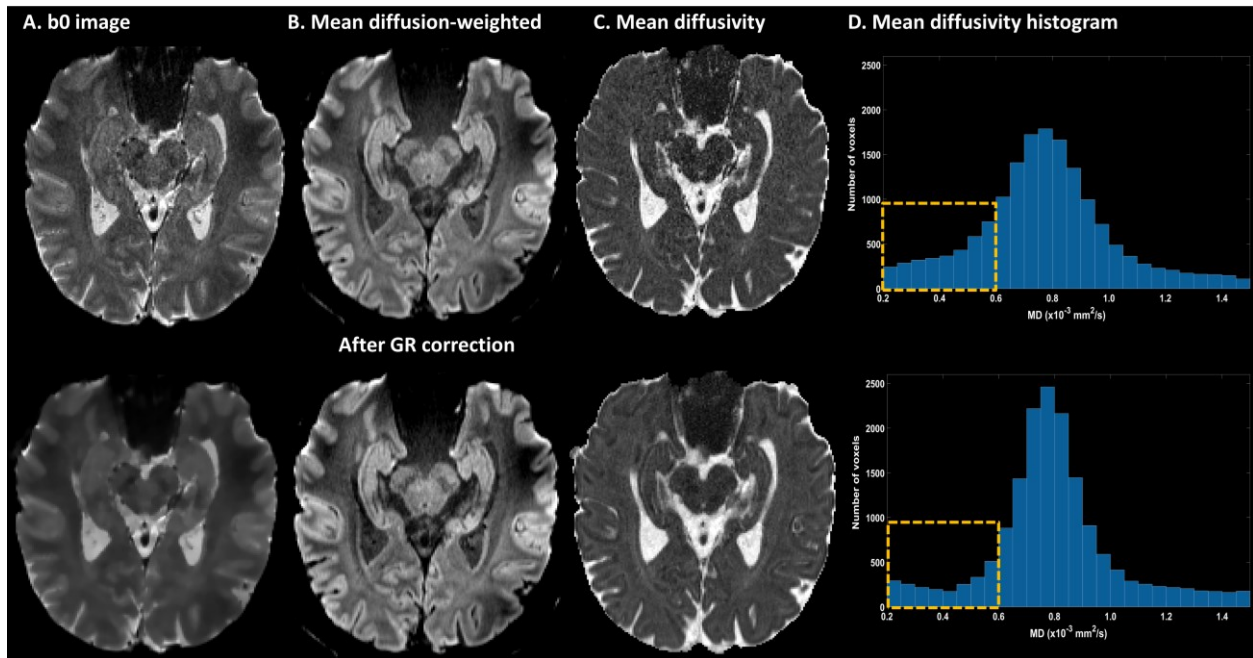 A. b0 image
B. Mean diffusion-weighted
C. Mean diffusivity
D. Mean diffusivity histogram
2500
2000
1500
1000
500
0
Number of voxels
0.2 0.4 0.6 0.8 1.0 1.2 1.4
MD (x10⁻³ mm²/s)
After GR correction
2500
2000
1500
1000
500
0
Number of voxels
0.2 0.4 0.6 0.8 1.0 1.2 1.4
MD (x10⁻³ mm²/s)